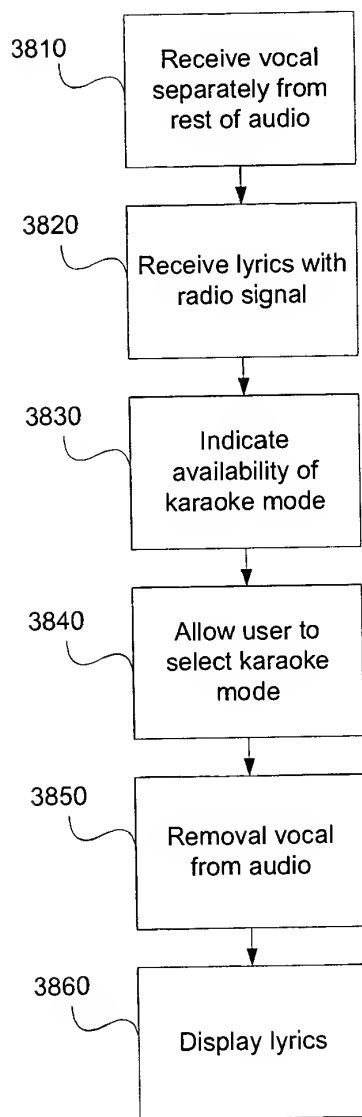 3810
Receive vocal
separately from
rest of audio
3820
Receive lyrics with
radio signal
3830
Indicate
availability of
karaoke mode
3840
Allow user to
select karaoke
mode
3850
Removal vocal
from audio
3860
Display lyrics